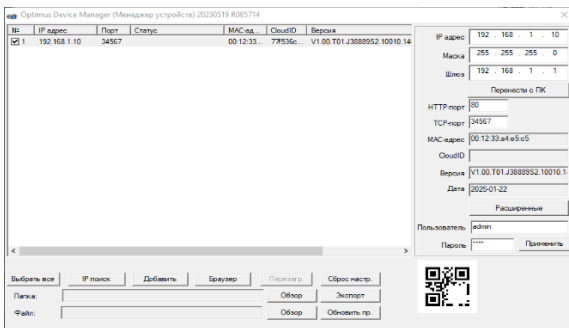 Optimus Device Manager (Менеджер устройств) 20230519 R085714
№ IP адрес Порт Статус MAC-ад... CloudID Версия
1 192.168.1.10 34567 00:12:33... 77f536c... V1.00.T01.J3888952.10010.14
IP адрес 192 . 168 . 1 . 10
Маска 255 . 255 . 255 . 0
Шлюз 192 . 168 . 1 . 1
Перенести с ПК
HTTP-порт 80
TCP-порт 34567
MAC-адрес 00:12:33:a4:e5:c5
CloudID
Версия V1.00.T01.J3888952.10010.1
Дата 2025-01-22
Расширенные
Пользователь admin
Пароль **** Применить
Выбрать все IP поиск Добавить Браузер Перезагр. Сброс настр.
Папка: Обзор Экспорт
Файл: Обзор Обновить пр.